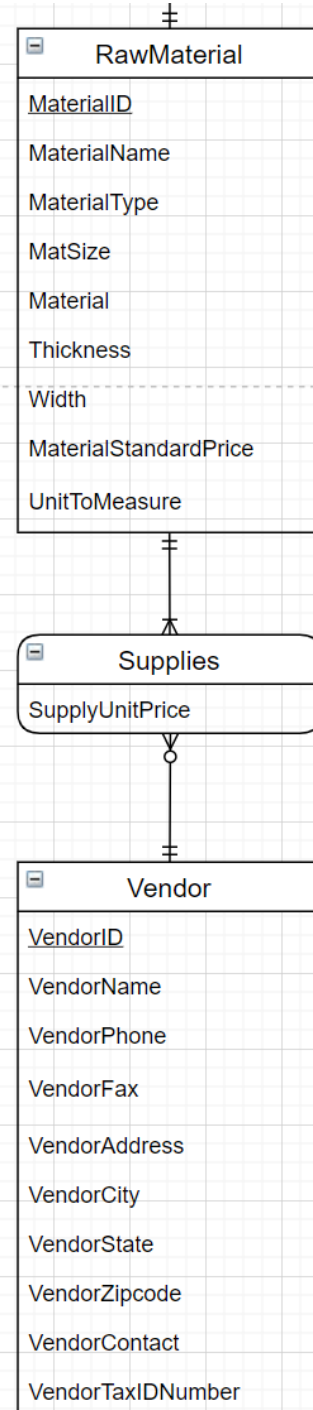 RawMaterial
MaterialID
MaterialName
MaterialType
MatSize
Material
Thickness
Width
MaterialStandardPrice
UnitToMeasure
Supplies
SupplyUnitPrice
Vendor
VendorID
VendorName
VendorPhone
VendorFax
VendorAddress
VendorCity
VendorState
VendorZipcode
VendorContact
VendorTaxIDNumber